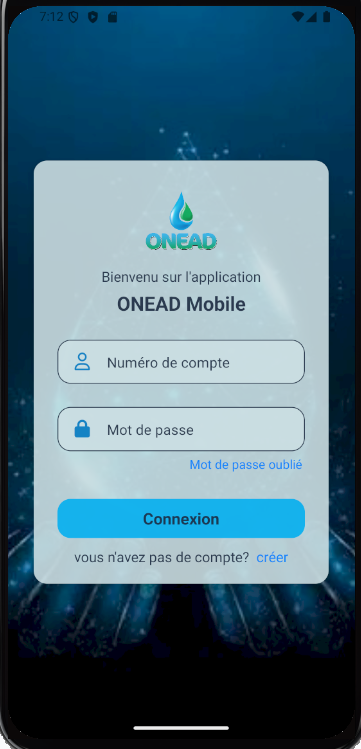 7:12
ONEAD
Bienvenu sur l'application
ONEAD Mobile
Numéro de compte
Mot de passe
Mot de passe oublié
Connexion
vous n'avez pas de compte? créer